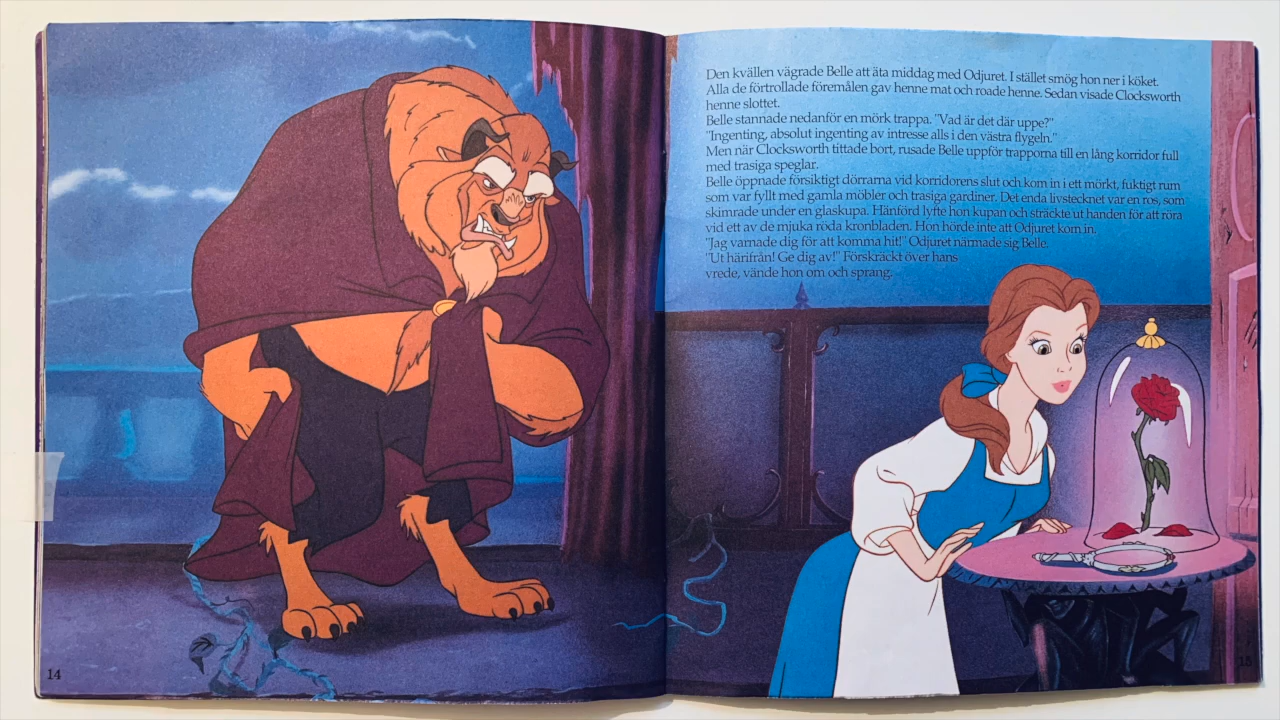 Den kvällen vägrade Belle att äta middag med Odjuret. I stället smög hon ner i köket.
Alla de förtrollade föremålen gav henne mat och roade henne. Sedan visade Clocksworth
henne slottet.
Belle stannade nedanför en mörk trappa. "Vad är det där uppe?"
"Ingenting, absolut ingenting av intresse alls i den västra flygeln."
Men när Clocksworth tittade bort, rusade Belle uppför trapporna till en lång korridor full
med trasiga speglar.
Belle öppnade försiktigt dörrarna vid korridorens slut och kom in i ett mörkt, fuktigt rum
som var fyllt med gamla möbler och trasiga gardiner. Det enda livstecknet var en ros, som
skimrade under en glaskupa. Hänförd lyfte hon kupan och sträckte ut handen för att röra
vid ett av de mjuka röda kronbladen. Hon hörde inte att Odjuret kom in.
"Jag varnade dig för att komma hit!" Odjuret närmade sig Belle.
"Ut härifrån! Ge dig av!" Förskräckt över hans
vrede, vände hon om och sprang.
14
15